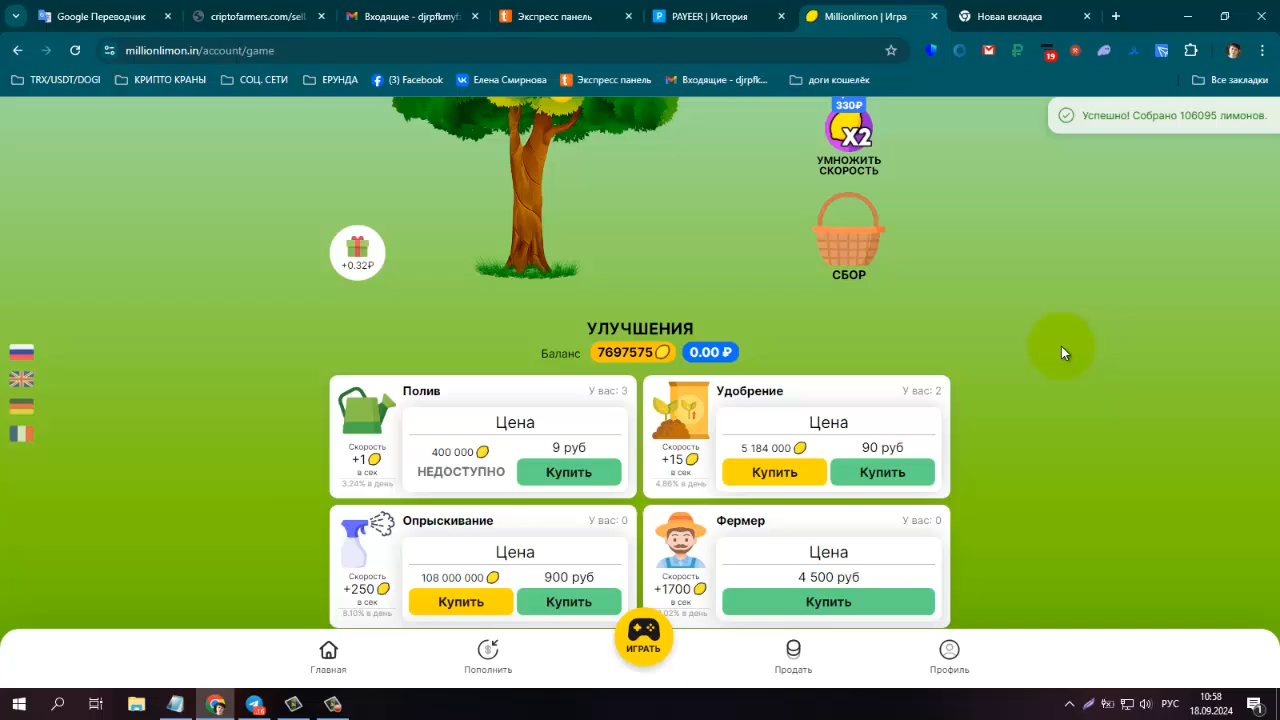 Google Переводчик
criptofarmers.com/sell
Входящие - djrpfkmyf
Экспресс панель
PAYEER | История
Millionlimon | Игра
Новая вкладка
millionlimon.in/account/game
19
TRX/USDT/DOGI
КРИПТО КРАНЫ
СОЦ. СЕТИ
ЕРУНДА
(3) Facebook
Елена Смирнова
Экспресс панель
Входящие - djrpfk...
доги кошелёк
Все закладки
330₽
X2
УМНОЖИТЬ
СКОРОСТЬ
Успешно! Собрано 106095 лимонов.
+0.32₽
СБОР
УЛУЧШЕНИЯ
Баланс 7697575 0.00 ₽
Полив
У вас: 3
Цена
400 000
9 руб
НЕДОСТУПНО
Купить
Скорость
+1
в сек
3.24% в день
Удобрение
У вас: 2
Цена
5 184 000
90 руб
Купить
Купить
Скорость
+15
в сек
4.86% в день
Опрыскивание
У вас: 0
Цена
108 000 000
900 руб
Купить
Купить
Скорость
+250
в сек
8.10% в день
Фермер
У вас: 0
Цена
4 500 руб
Купить
Скорость
+1700
в сек
.02% в день
Главная
Пополнить
ИГРАТЬ
Продать
Профиль
16
РУС
10:58
18.09.2024
1